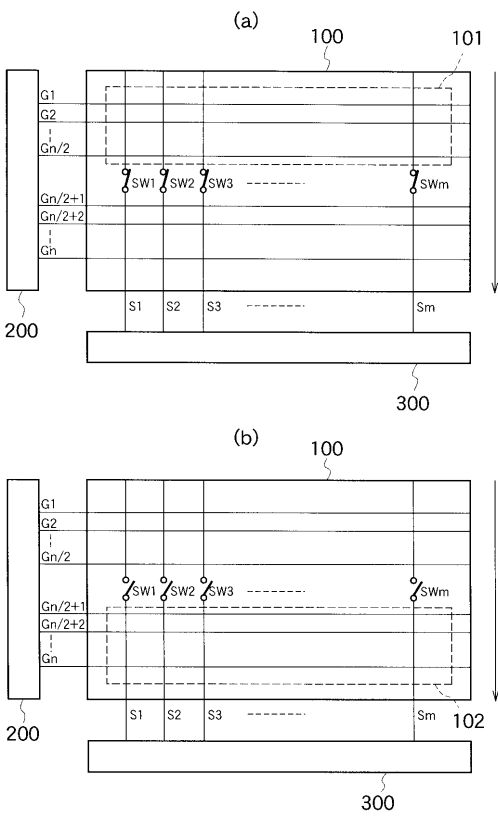 (a)
100
101
G1
G2
Gn/2
SW1 SW2 SW3 SWm
Gn/2+1
Gn/2+2
Gn
S1 S2 S3 Sm
200
300
(b)
100
G1
G2
Gn/2
SW1 SW2 SW3 SWm
Gn/2+1
Gn/2+2
Gn
S1 S2 S3 Sm
102
200
300